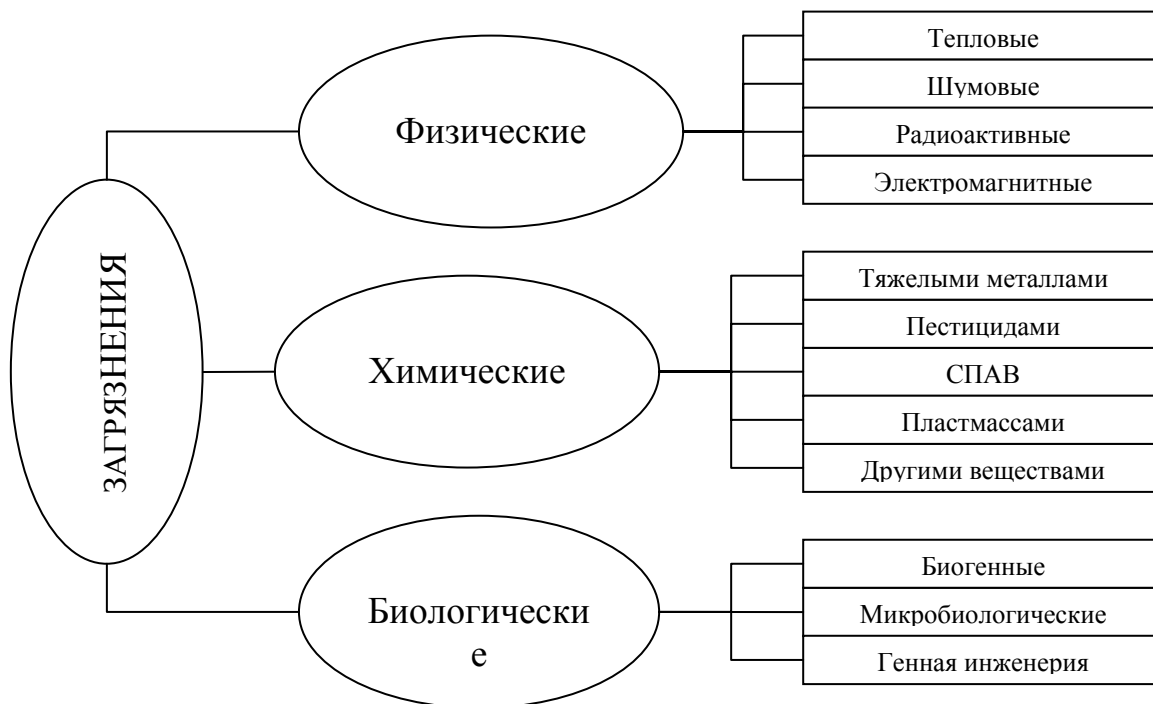 ЗАГРЯЗНЕНИЯ
Физические
Тепловые
Шумовые
Радиоактивные
Электромагнитные
Химические
Тяжелыми металлами
Пестицидами
СПАВ
Пластмассами
Другими веществами
Биологически
е
Биогенные
Микробиологические
Генная инженерия